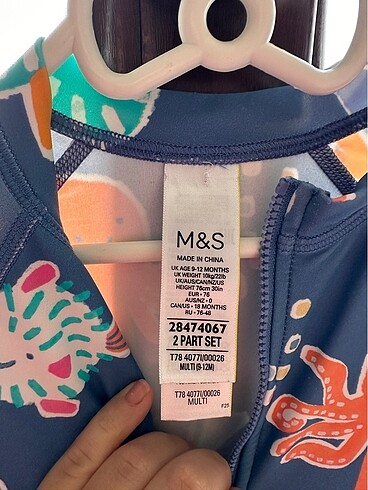 M&S
MADE IN CHINA
UK AGE 9-12 MONTHS
UK WEIGHT 10kg/22lb
UK/AUS/CAN/NZ/US
HEIGHT 76cm 30in
EUR - 76
AUS/NZ - 0
CAN/US - 18 MONTHS
RU - 76-48
28474067
2 PART SET
T78 4077I/00026
MULTI (9-12M)
T78 4077I/00026
MULTI
F25